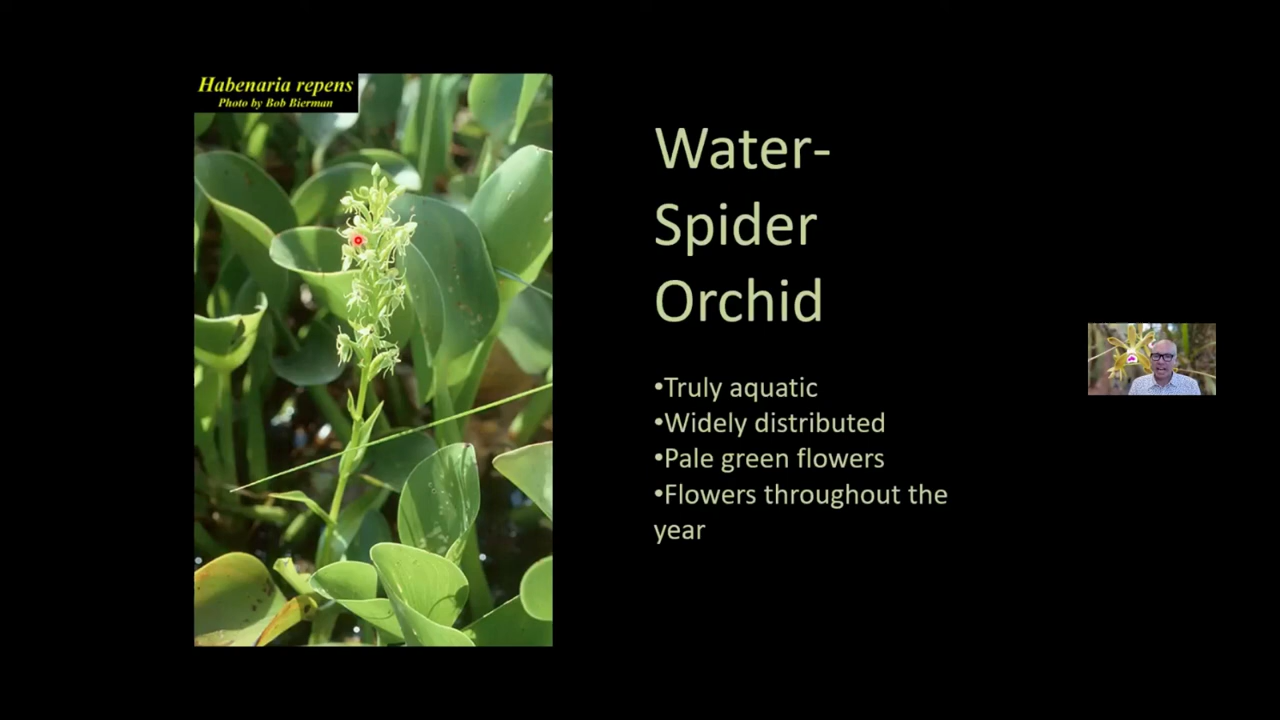 Habenaria repens
Photo by Bob Bierman
Water-
Spider
Orchid
•Truly aquatic
•Widely distributed
•Pale green flowers
•Flowers throughout the
year